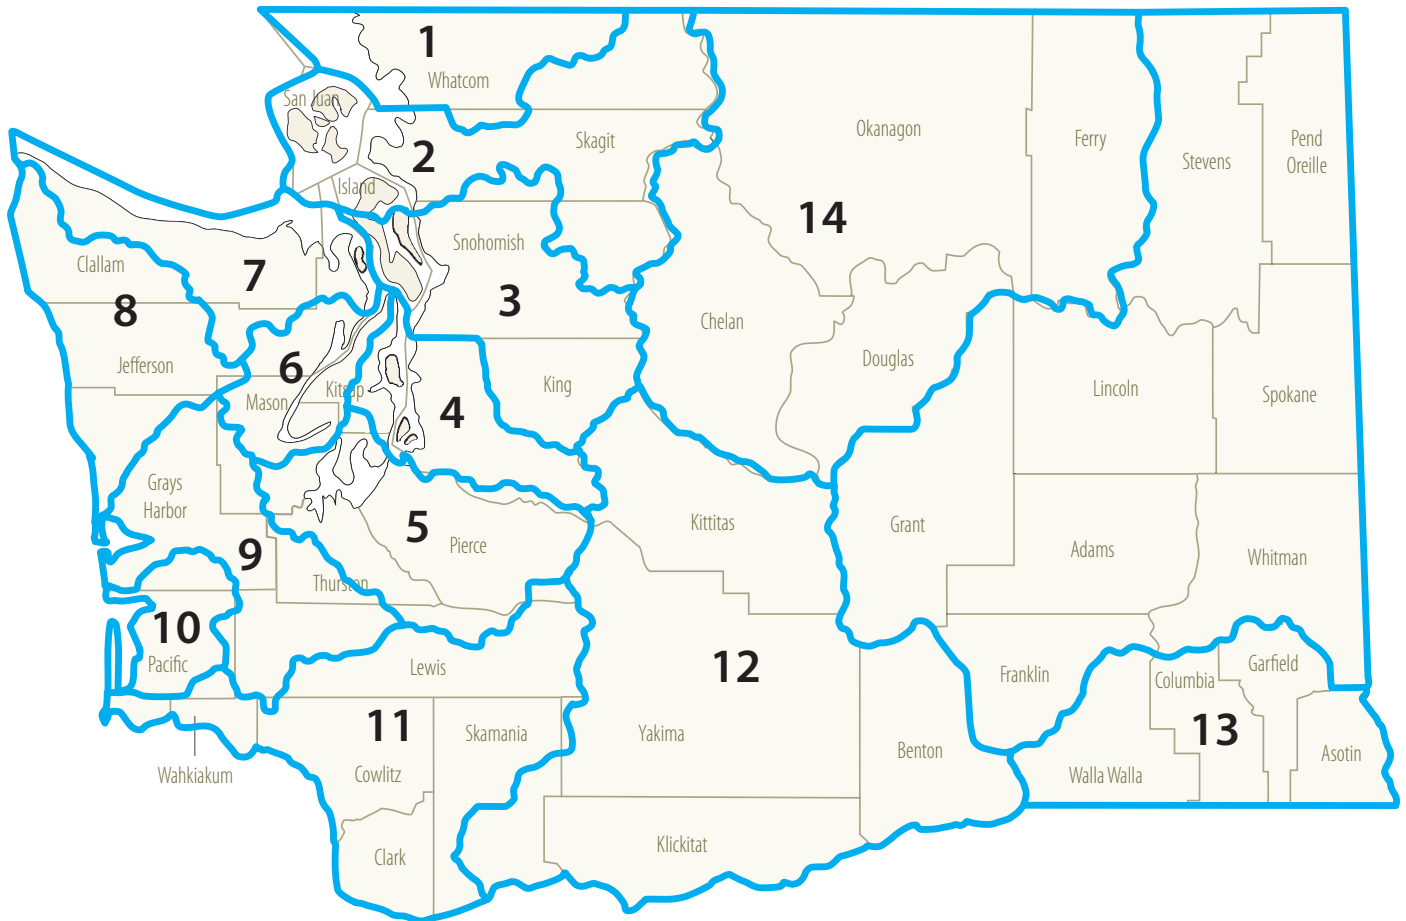 1
Whatcom
San Juan
Skagit
2
Okanagon
Ferry
Stevens
Pend
Oreille
Island
14
Snohomish
Clallam
7
8
3
Chelan
Douglas
Jefferson
6
Mason
Kitsap
King
4
Lincoln
Spokane
Grays
Harbor
5
Pierce
Kittitas
Grant
Adams
Whitman
9
Thurston
10
Pacific
Lewis
12
Franklin
Columbia
Garfield
11
Skamania
Yakima
13
Benton
Asotin
Wahkiakum
Cowlitz
Walla Walla
Clark
Klickitat